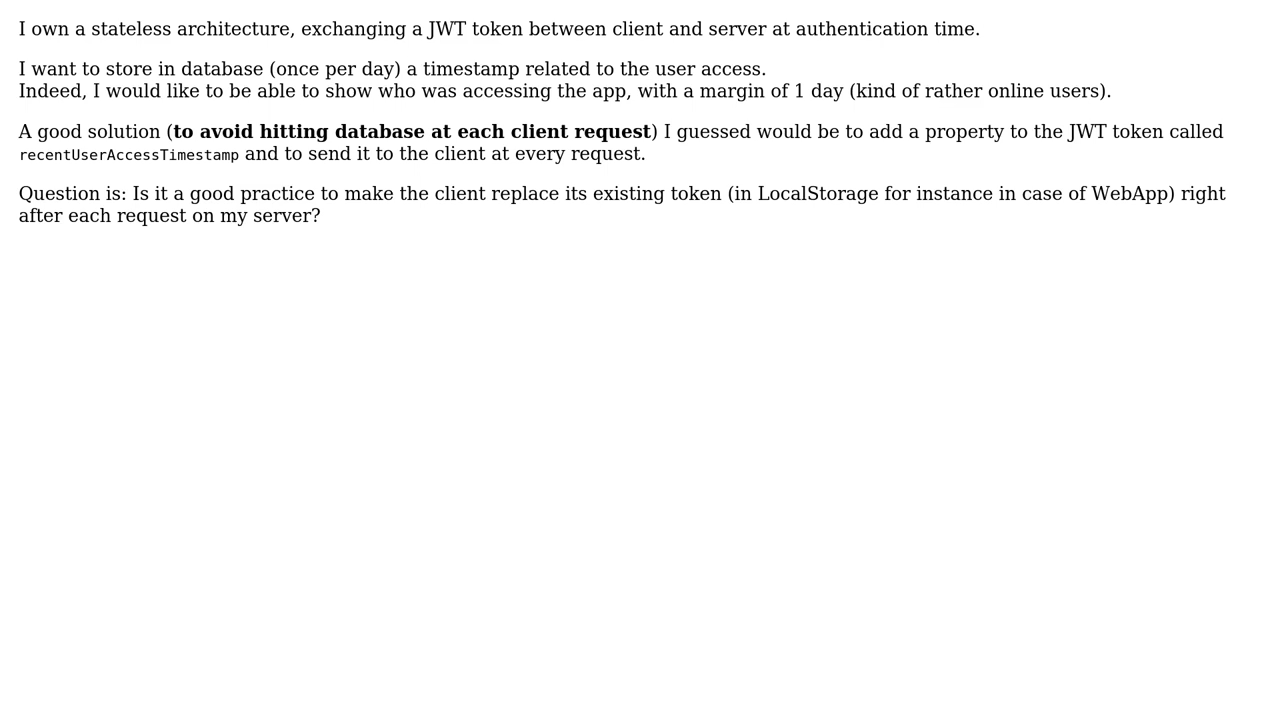 I own a stateless architecture, exchanging a JWT token between client and server at authentication time.
I want to store in database (once per day) a timestamp related to the user access.
Indeed, I would like to be able to show who was accessing the app, with a margin of 1 day (kind of rather online users).
A good solution (to avoid hitting database at each client request) I guessed would be to add a property to the JWT token called
recentUserAccessTimestamp and to send it to the client at every request.
Question is: Is it a good practice to make the client replace its existing token (in LocalStorage for instance in case of WebApp) right
after each request on my server?